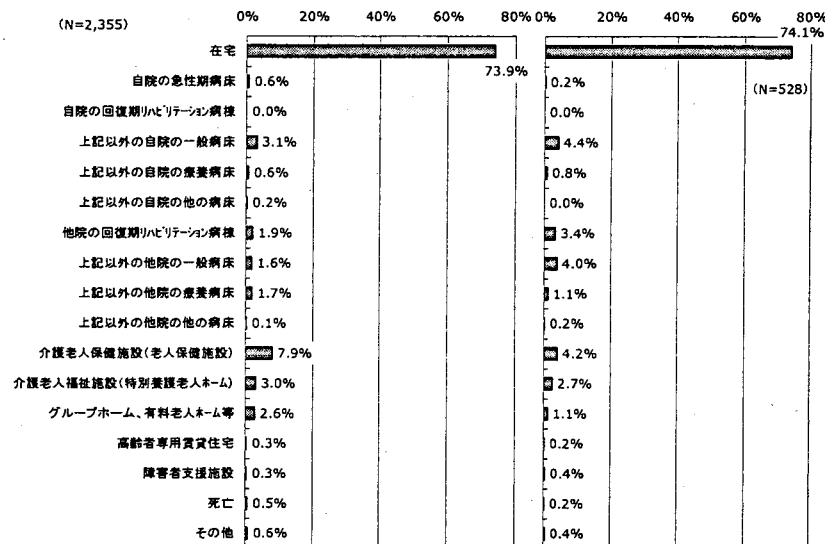 (N=2,355)
0% 20% 40% 60% 80% 0% 20% 40% 60% 80%
在宅 73.9% 74.1%
(N=528)
自院の急性期病床 0.6% 0.2%
自院の回復期リハビリテーション病棟 0.0% 0.0%
上記以外の自院の一般病床 3.1% 4.4%
上記以外の自院の療養病床 0.6% 0.8%
上記以外の自院の他の病床 0.2% 0.0%
他院の回復期リハビリテーション病棟 1.9% 3.4%
上記以外の他院の一般病床 1.6% 4.0%
上記以外の他院の療養病床 1.7% 1.1%
上記以外の他院の他の病床 0.1% 0.2%
介護老人保健施設(老人保健施設) 7.9% 4.2%
介護老人福祉施設(特別養護老人ホーム) 3.0% 2.7%
グループホーム、有料老人ホーム等 2.6% 1.1%
高齢者専用賃貸住宅 0.3% 0.2%
障害者支援施設 0.3% 0.4%
死亡 0.5% 0.2%
その他 0.6% 0.4%